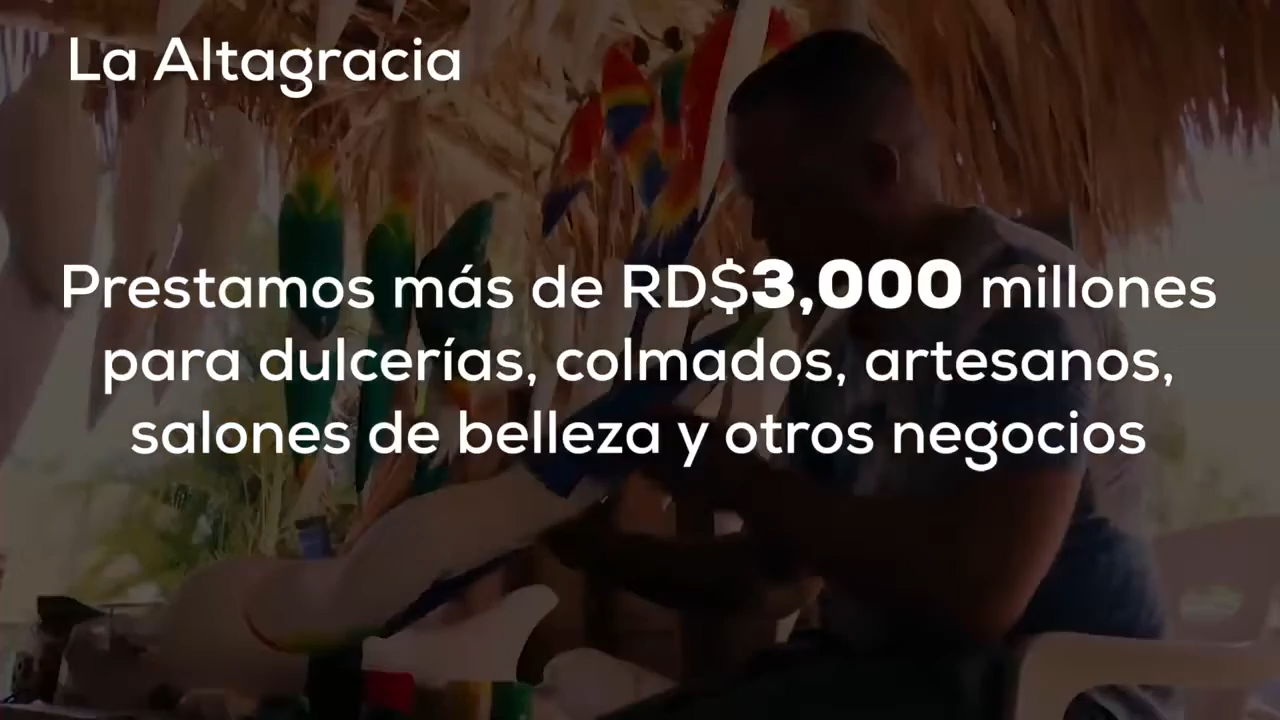 La Altagracia
Prestamos más de RD$3,000 millones
para dulcerías, colmados, artesanos,
salones de belleza y otros negocios